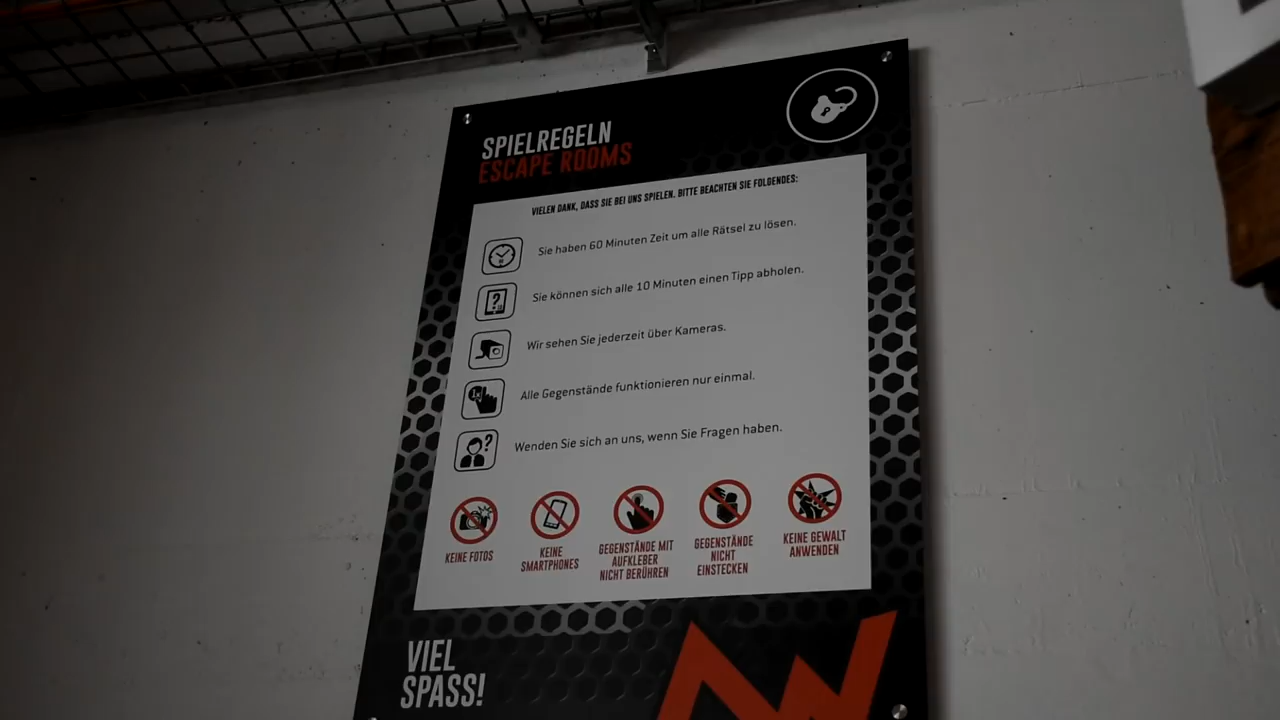 SPIELREGELN
ESCAPE ROOMS
VIELEN DANK, DASS SIE BEI UNS SPIELEN. BITTE BEACHTEN SIE FOLGENDES:
Sie haben 60 Minuten Zeit um alle Rätsel zu lösen.
Sie können sich alle 10 Minuten einen Tipp abholen.
Wir sehen Sie jederzeit über Kameras.
Alle Gegenstände funktionieren nur einmal.
Wenden Sie sich an uns, wenn Sie Fragen haben.
KEINE FOTOS
KEINE
SMARTPHONES
GEGENSTÄNDE MIT
AUFKLEBER
NICHT BERÜHREN
GEGENSTÄNDE
NICHT
EINSTECKEN
KEINE GEWALT
ANWENDEN
VIEL
SPASS!